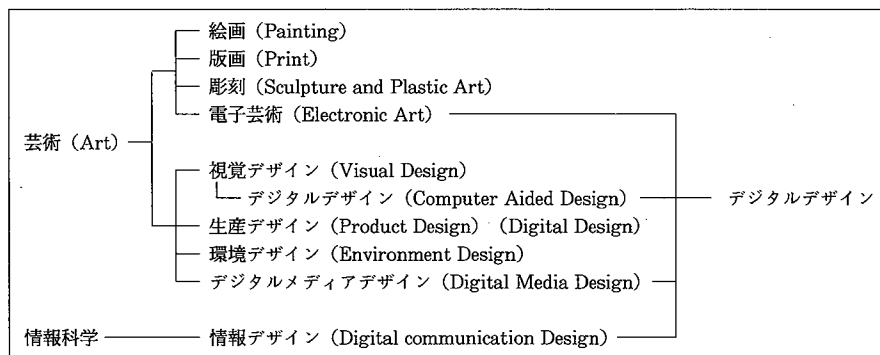 絵画（Painting）
版画（Print）
彫刻（Sculpture and Plastic Art）
電子芸術（Electronic Art）
芸術（Art）
視覚デザイン（Visual Design）
デジタルデザイン（Computer Aided Design）
デジタルデザイン
生産デザイン（Product Design）（Digital Design）
環境デザイン（Environment Design）
デジタルメディアデザイン（Digital Media Design）
情報科学
情報デザイン（Digital communication Design）